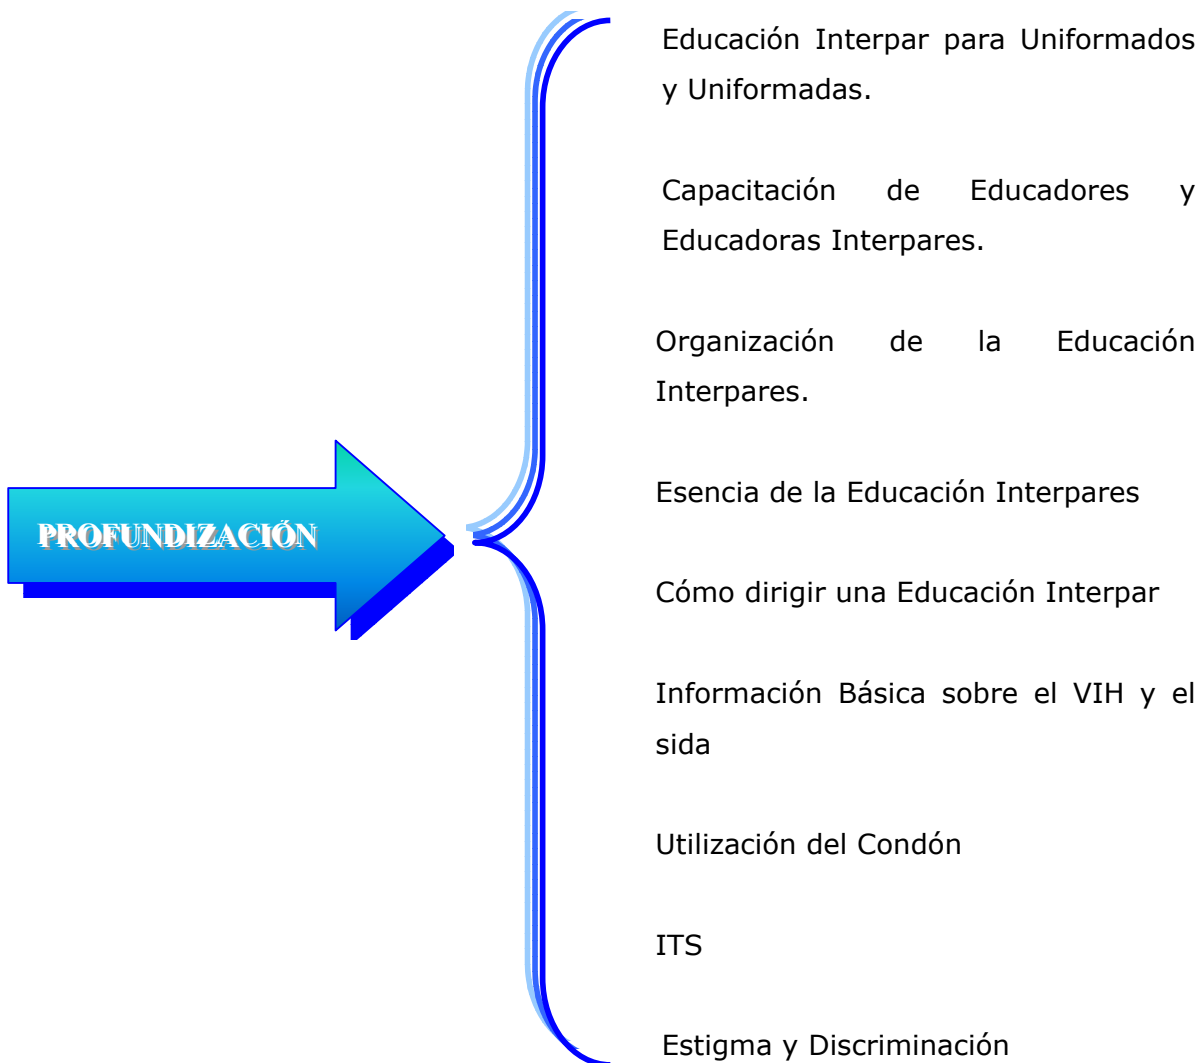 PROFUNDIZACIÓN
Educación Interpar para Uniformados
y Uniformadas.
Capacitación de Educadores y
Educadoras Interpares.
Organización de la Educación
Interpares.
Esencia de la Educación Interpares
Cómo dirigir una Educación Interpar
Información Básica sobre el VIH y el
sida
Utilización del Condón
ITS
Estigma y Discriminación